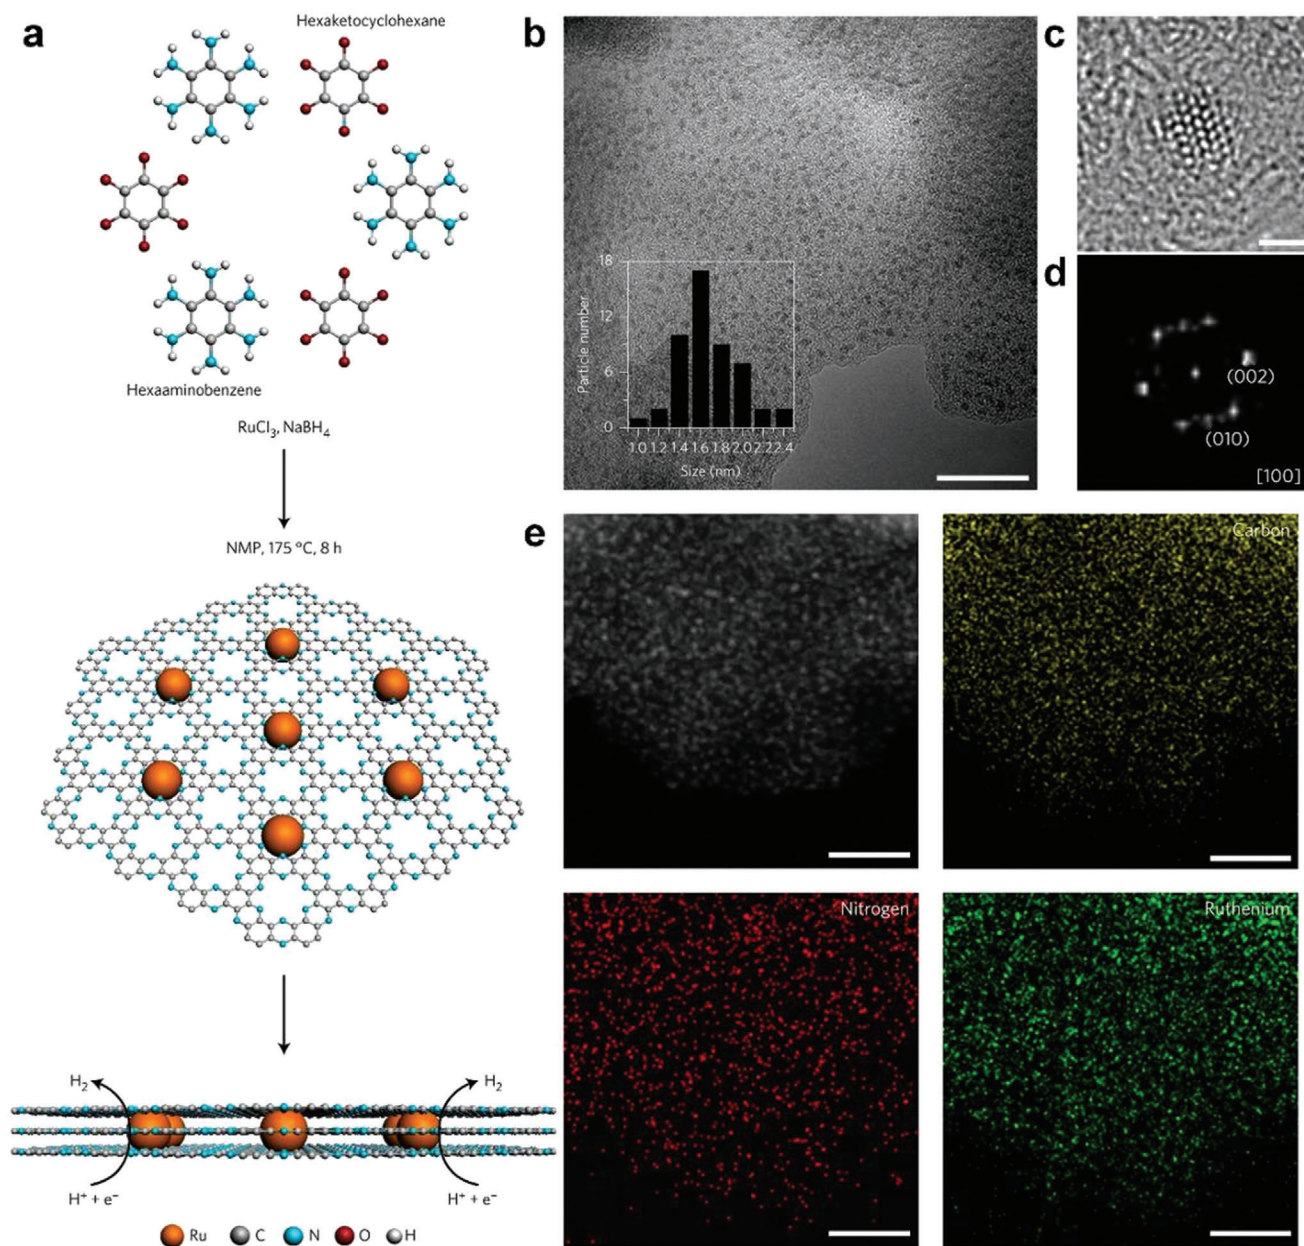 a
Hexaketocyclohexane
Hexaaminobenzene
RuCl₃, NaBH₄
NMP, 175 °C, 8 h
H₂
H₂
H⁺ + e⁻
H⁺ + e⁻
Ru C N O H
b
18
12
6
0
Particle number
1.0 1.2 1.4 1.6 1.8 2.0 2.2 2.4
Size (nm)
c
d
(002)
(010)
[100]
e
Carbon
Nitrogen
Ruthenium